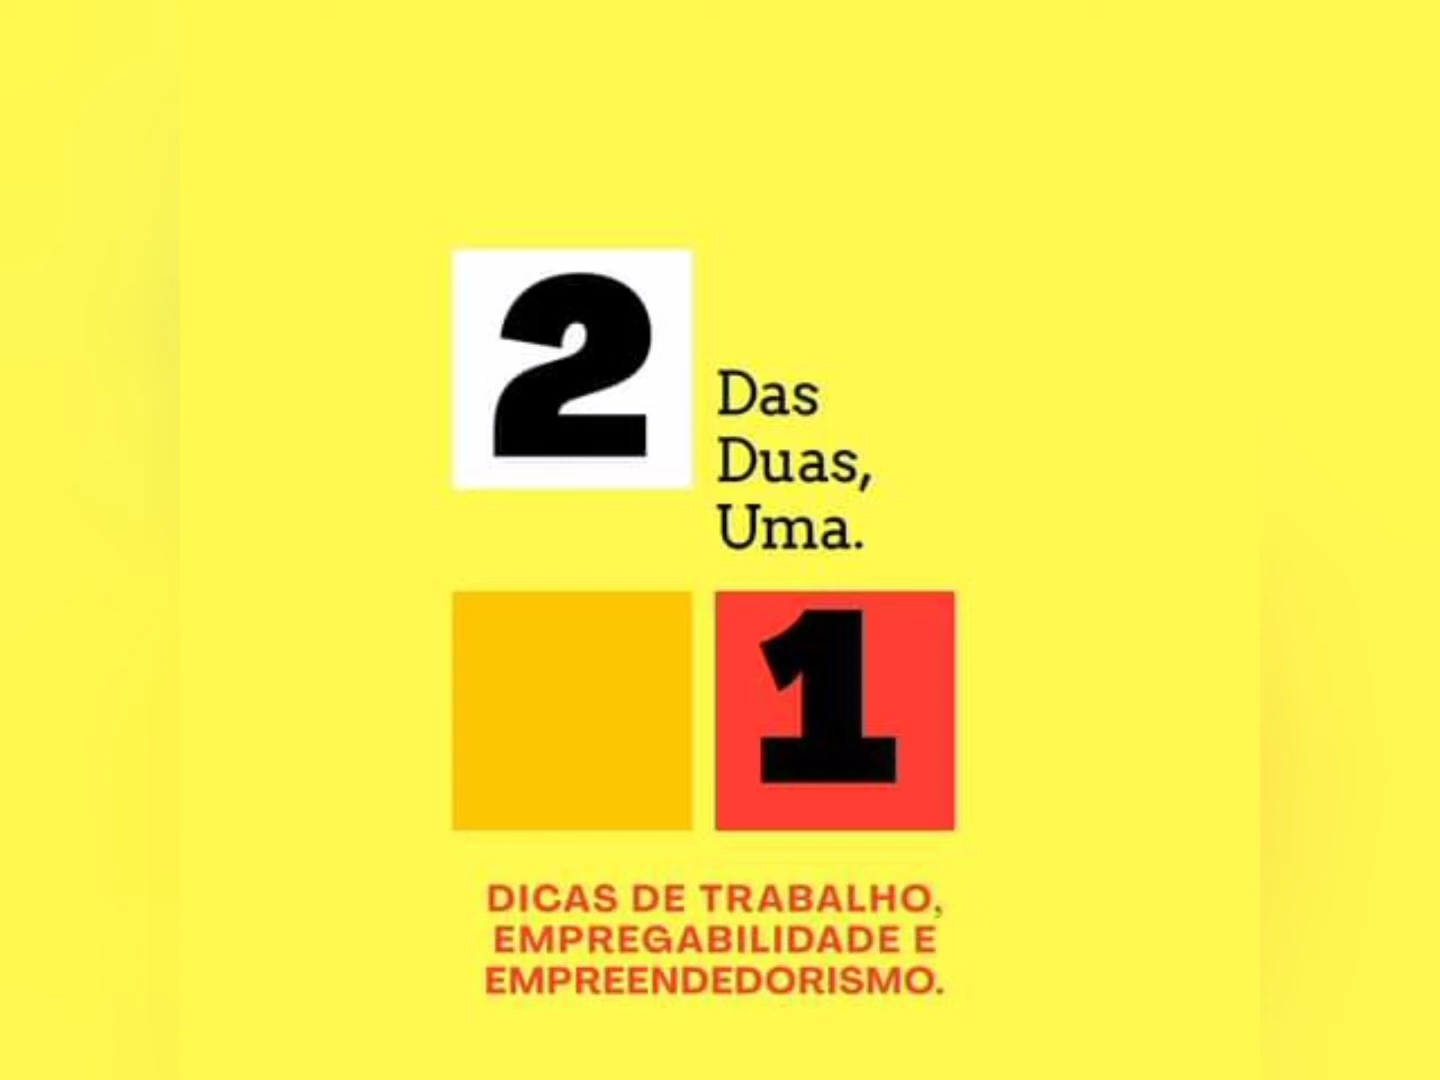 2
Das
Duas,
Uma.
1
DICAS DE TRABALHO,
EMPREGABILIDADE E
EMPREENDEDORISMO.